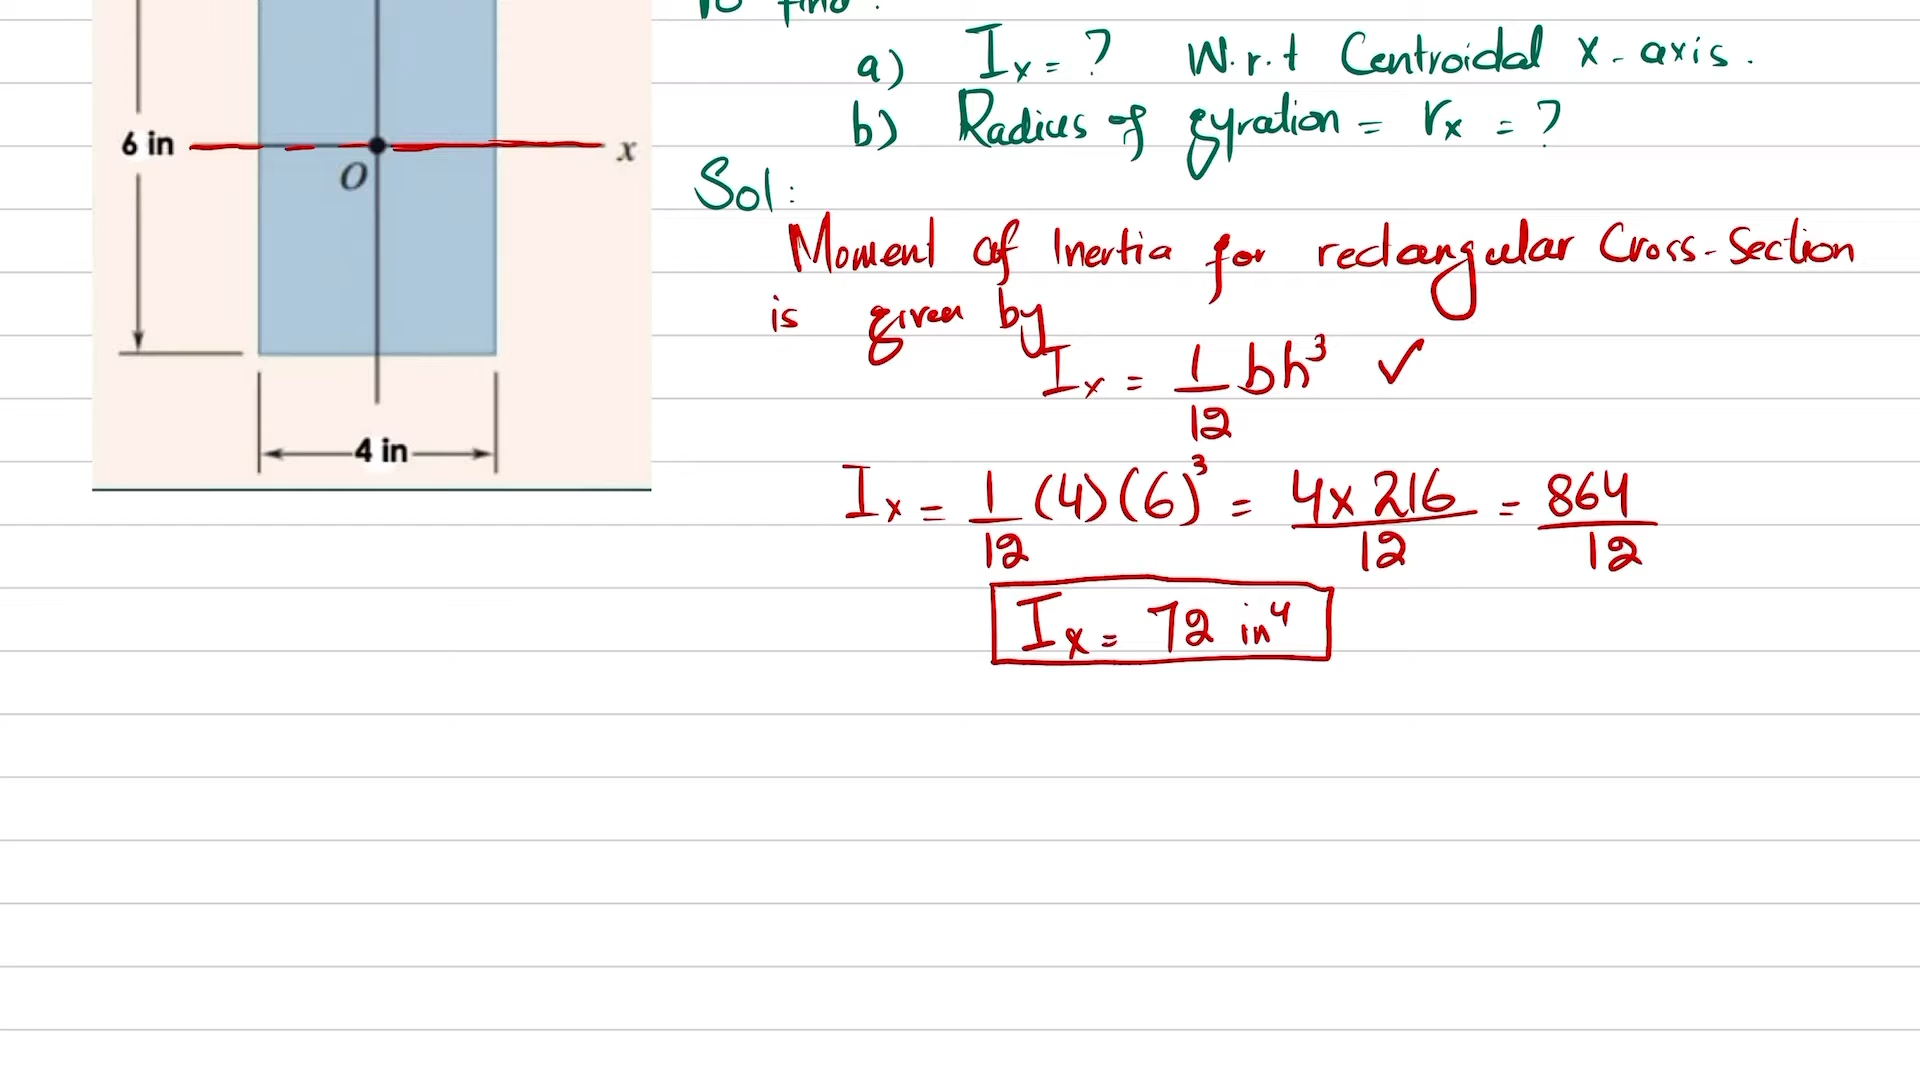 To find:
a) Iₓ = ? W.r.t Centroidal x-axis.
b) Radius of gyration = rₓ = ?
6 in
x
O
4 in
Sol:
Moment of Inertia for rectangular Cross-Section
is given by
Iₓ = 1/12 bh³ ✓
Iₓ = 1/12 (4)(6)³ = 4x216/12 = 864/12
Iₓ = 72 in⁴